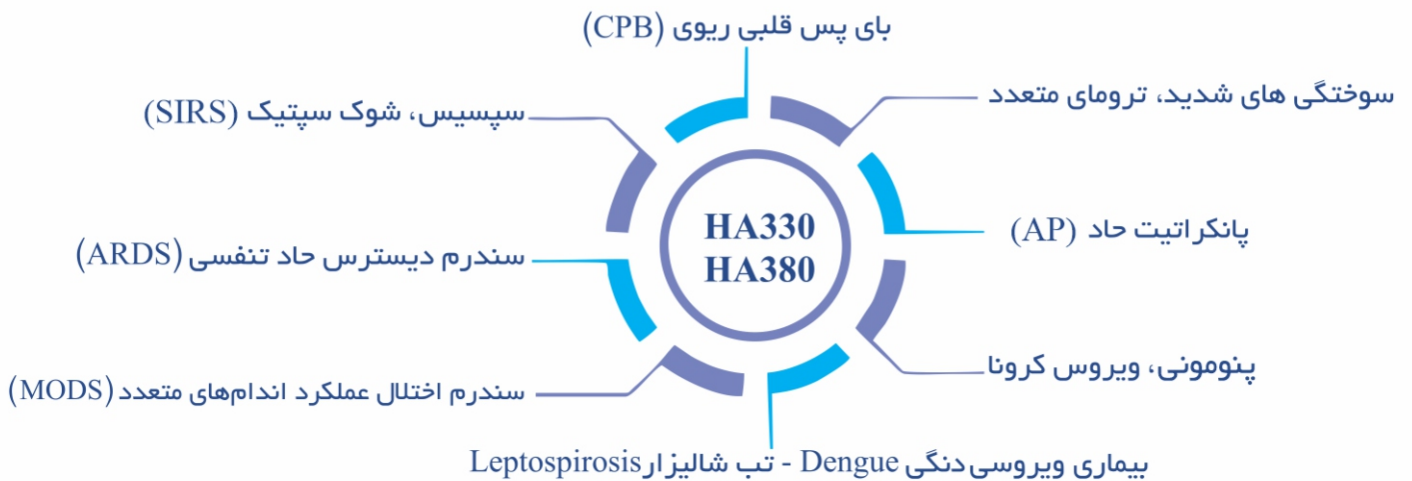 بای پس قلبی ریوی (CPB)
سوختگی های شدید، ترومای متعدد
سپسیس، شوک سپتیک (SIRS)
HA330
HA380
پانکراتیت حاد (AP)
سندرم دیسترس حاد تنفسی (ARDS)
پنومونی، ویروس کرونا
سندرم اختلال عملکرد اندام‌های متعدد (MODS)
بیماری ویروسی دنگی Dengue - تب شالیزار Leptospirosis